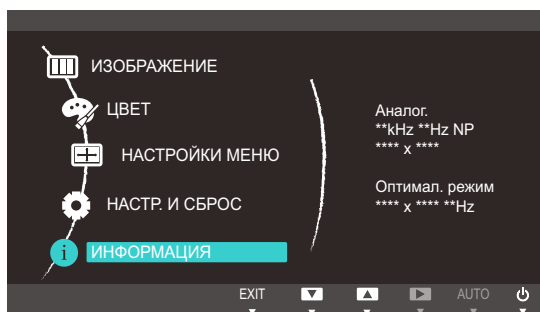 ИЗОБРАЖЕНИЕ
ЦВЕТ
НАСТРОЙКИ МЕНЮ
НАСТР. И СБРОС
i ИНФОРМАЦИЯ
Аналог.
**kHz **Hz NP
**** x ****
Оптимал. режим
**** x **** **Hz
EXIT AUTO